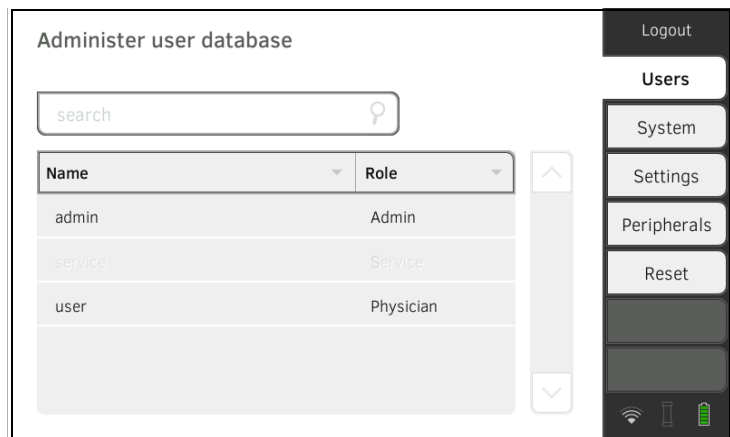 Administer user database
search
Name Role
admin Admin
service Service
user Physician
Logout
Users
System
Settings
Peripherals
Reset